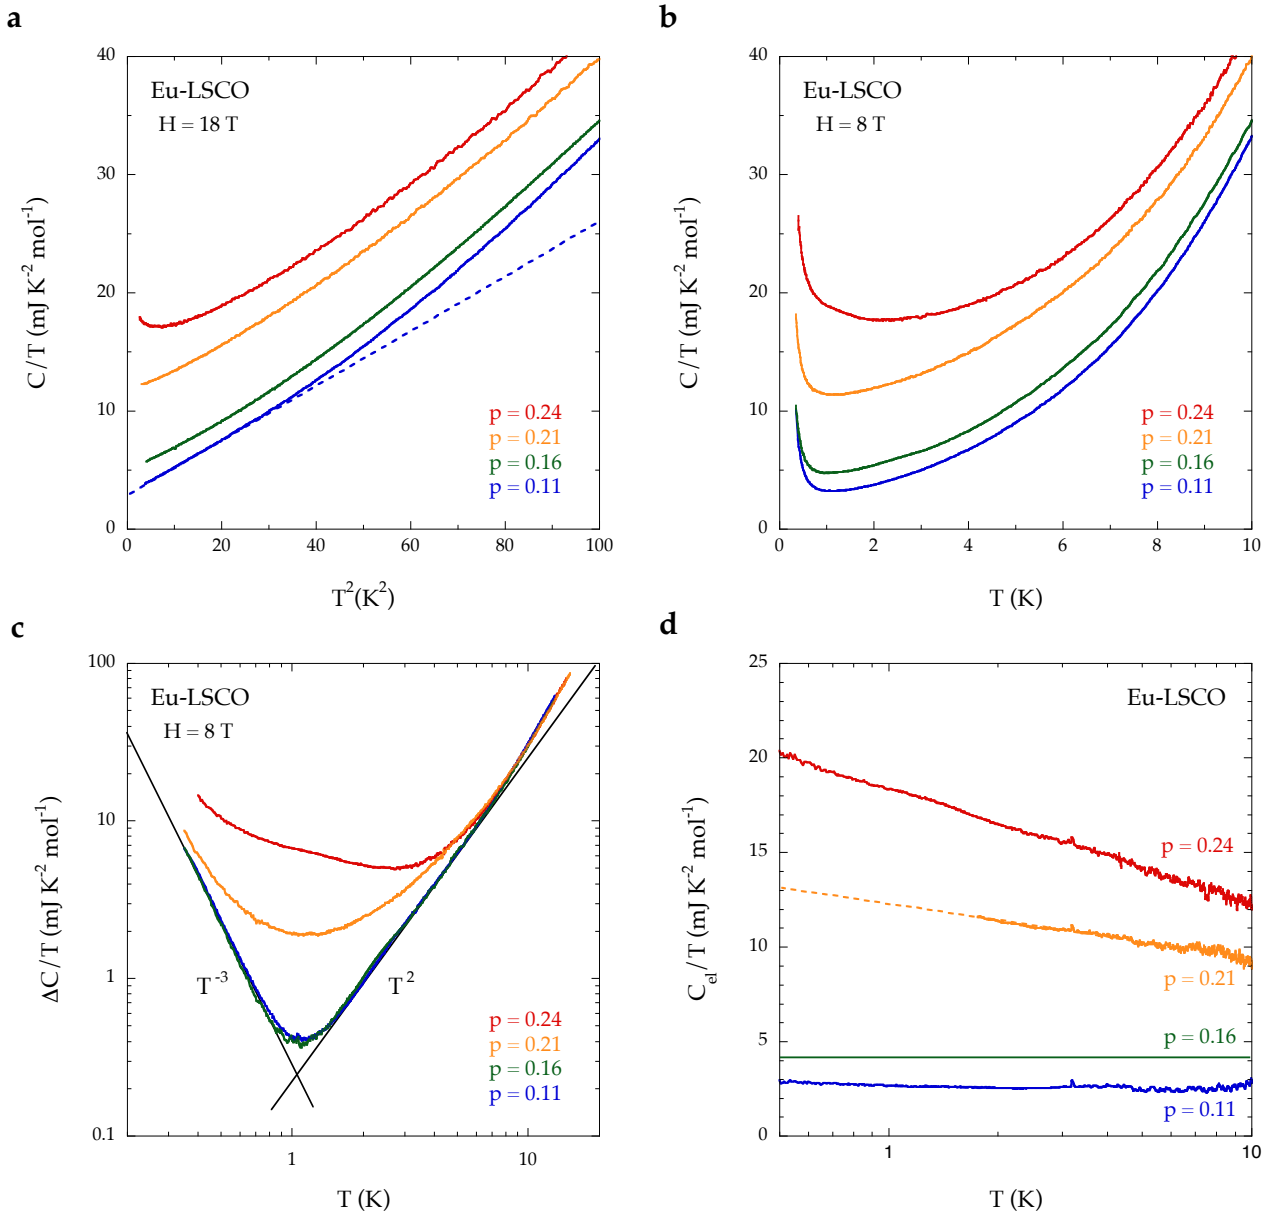 a
Eu-LSCO
H = 18 T
C/T (mJ K⁻² mol⁻¹)
40
30
20
10
0
p = 0.24
p = 0.21
p = 0.16
p = 0.11
0 20 40 60 80 100
T² (K²)
b
Eu-LSCO
H = 8 T
C/T (mJ K⁻² mol⁻¹)
40
30
20
10
0
p = 0.24
p = 0.21
p = 0.16
p = 0.11
0 2 4 6 8 10
T (K)
c
Eu-LSCO
H = 8 T
ΔC/T (mJ K⁻² mol⁻¹)
100
10
1
0.1
T⁻³
T²
p = 0.24
p = 0.21
p = 0.16
p = 0.11
1 10
T (K)
d
Eu-LSCO
Cₑₗ/T (mJ K⁻² mol⁻¹)
25
20
15
10
5
0
p = 0.24
p = 0.21
p = 0.16
p = 0.11
1 10
T (K)